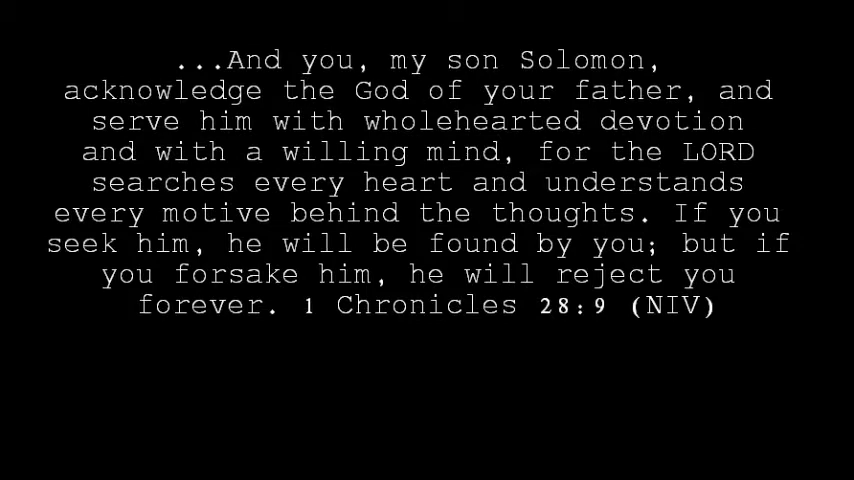 ...And you, my son Solomon,
acknowledge the God of your father, and
serve him with wholehearted devotion
and with a willing mind, for the LORD
searches every heart and understands
every motive behind the thoughts. If you
seek him, he will be found by you; but if
you forsake him, he will reject you
forever. 1 Chronicles 28:9 (NIV)